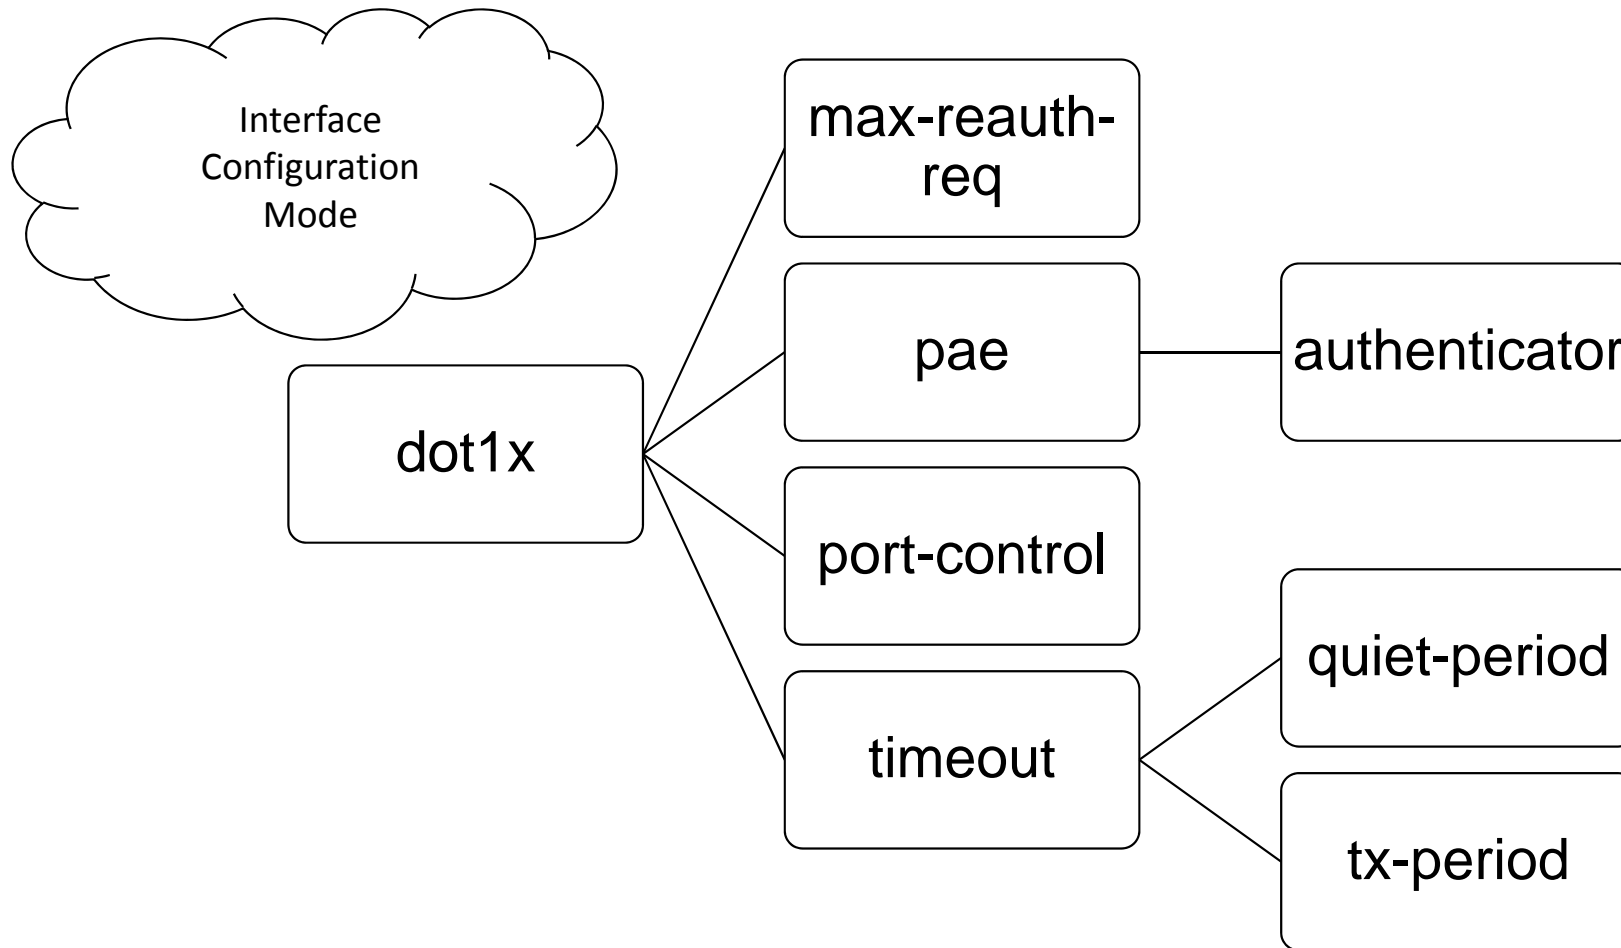 Interface
Configuration
Mode
max-reauth-
req
pae
authenticator
dot1x
port-control
quiet-period
timeout
tx-period